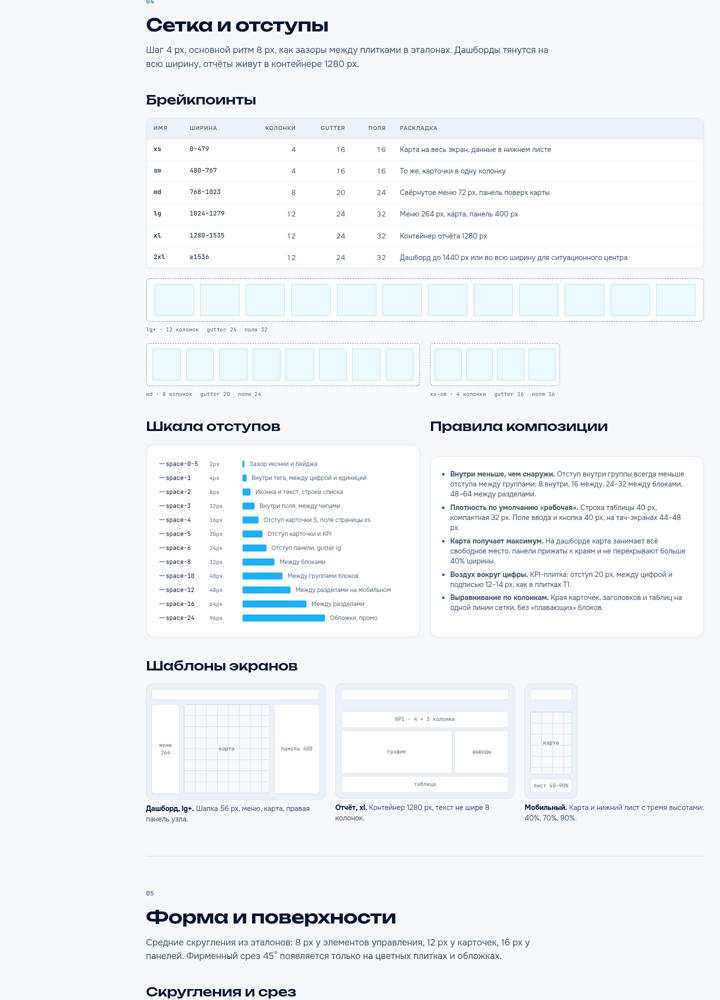 04
Сетка и отступы
Шаг 4 px, основной ритм 8 px, как зазоры между плитками в эталонах. Дашборды тянутся на
всю ширину, отчёты живут в контейнере 1280 px.
Брейкпоинты
ИМЯ ШИРИНА КОЛОНКИ GUTTER ПОЛЯ РАСКЛАДКА
xs 0–479 4 16 16 Карта на весь экран, данные в нижнем листе
sm 480–767 4 16 16 То же, карточки в одну колонку
md 768–1023 8 20 24 Свёрнутое меню 72 px, панель поверх карты
lg 1024–1279 12 24 32 Меню 264 px, карта, панель 400 px
xl 1280–1535 12 24 32 Контейнер отчёта 1280 px
2xl ≥1536 12 24 32 Дашборд до 1440 px или во всю ширину для ситуационного центра
lg+ · 12 колонок gutter 24 поля 32
md · 8 колонок gutter 20 поля 24
xs–sm · 4 колонки gutter 16 поля 16
Шкала отступов
--space-0-5 2px Зазор иконки и бейджа
--space-1 4px Внутри тега, между цифрой и единицей
--space-2 8px Иконка и текст, строки списка
--space-3 12px Внутри поля, между чипами
--space-4 16px Отступ карточки S, поля страницы xs
--space-5 20px Отступ карточки и KPI
--space-6 24px Отступ панели, gutter lg
--space-8 32px Между блоками
--space-10 40px Между группами блоков
--space-12 48px Между разделами на мобильном
--space-16 64px Между разделами
--space-24 96px Обложки, промо
Правила композиции
Внутри меньше, чем снаружи. Отступ внутри группы всегда меньше
отступа между группами: 8 внутри, 16 между, 24–32 между блоками,
48–64 между разделами.
Плотность по умолчанию «рабочая». Строка таблицы 40 px,
компактная 32 px. Поле ввода и кнопка 40 px, на тач-экранах 44–48
px.
Карта получает максимум. На дашборде карта занимает всё
свободное место, панели прижаты к краям и не перекрывают больше
40% ширины.
Воздух вокруг цифры. KPI-плитка: отступ 20 px, между цифрой и
подписью 12–14 px, как в плитках Т1.
Выравнивание по колонкам. Края карточек, заголовков и таблиц на
одной линии сетки, без «плавающих» блоков.
Шаблоны экранов
меню
264
карта
панель 400
Дашборд, lg+. Шапка 56 px, меню, карта, правая
панель узла.
KPI · 4 × 3 колонки
график
выводы
таблица
Отчёт, xl. Контейнер 1280 px, текст не шире 8
колонок.
карта
лист 40–90%
Мобильный. Карта и нижний лист с тремя высотами:
40%, 70%, 90%.
05
Форма и поверхности
Средние скругления из эталонов: 8 px у элементов управления, 12 px у карточек, 16 px у
панелей. Фирменный срез 45° появляется только на цветных плитках и обложках.
Скругления и срез